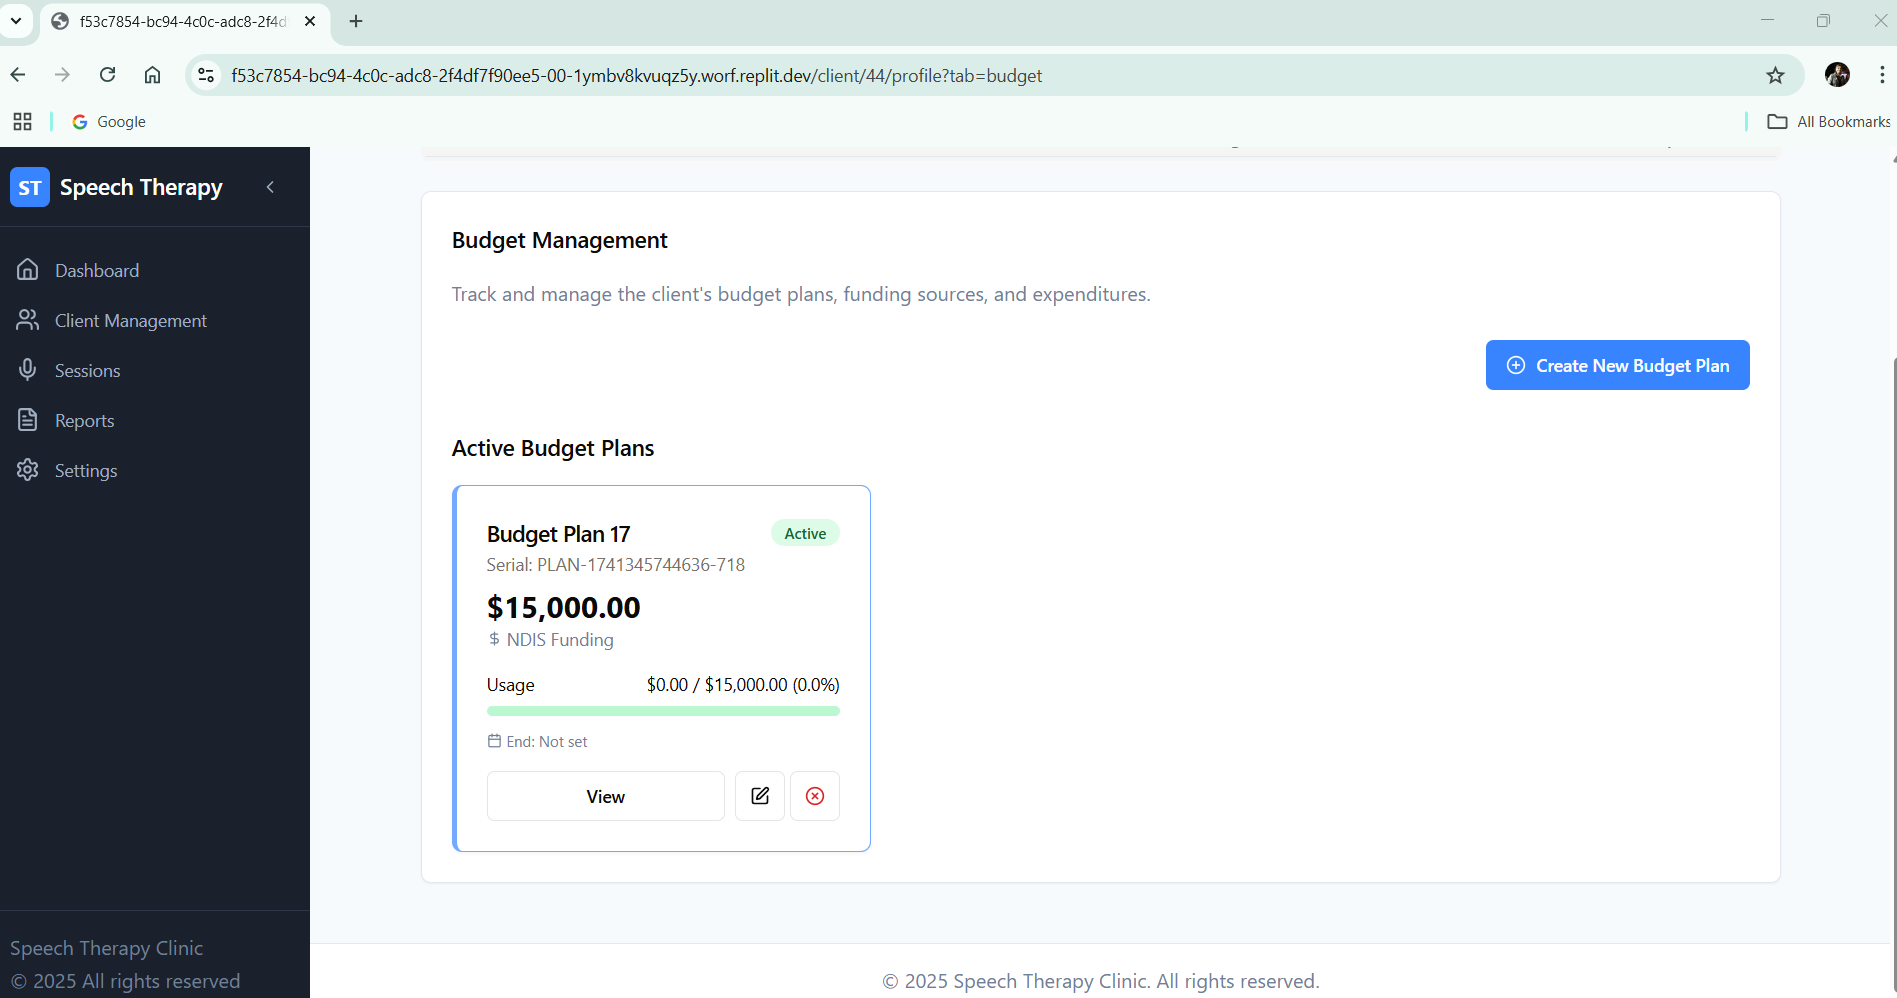 f53c7854-bc94-4c0c-adc8-2f4d
f53c7854-bc94-4c0c-adc8-2f4df7f90ee5-00-1ymbv8kvuqz5y.worf.replit.dev/client/44/profile?tab=budget
Google
All Bookmarks
ST Speech Therapy
Dashboard
Client Management
Sessions
Reports
Settings
Speech Therapy Clinic
© 2025 All rights reserved
Budget Management
Track and manage the client's budget plans, funding sources, and expenditures.
Create New Budget Plan
Active Budget Plans
Budget Plan 17
Active
Serial: PLAN-1741345744636-718
$15,000.00
$ NDIS Funding
Usage $0.00 / $15,000.00 (0.0%)
End: Not set
View
© 2025 Speech Therapy Clinic. All rights reserved.